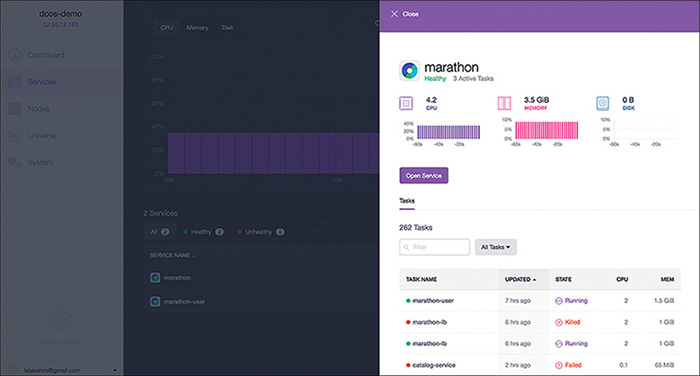 dcos-demo
52.55.12.183
Dashboard
Services
Nodes
Universe
System
CPU Memory Disk
80%
60%
40%
20%
0%
-60s -40s
2 Services
All 2 Healthy 2 Unhealthy 0
SERVICE NAME
marathon
marathon-user
Close
marathon
Healthy 3 Active Tasks
4.2
CPU
3.5 GiB
MEMORY
0 B
DISK
40%
20%
0%
-60s -40s -20s
10%
5%
0%
-60s -40s -20s
10%
5%
0%
-60s -40s -20s
Open Service
Tasks
262 Tasks
Filter
All Tasks
TASK NAME UPDATED STATE CPU MEM
marathon-user 7 hrs ago Running 2 1.5 GiB
marathon-lb 6 hrs ago Killed 2 1 GiB
marathon-lb 6 hrs ago Running 2 1 GiB
catalog-service 2 hrs ago Failed 0.1 65 MiB